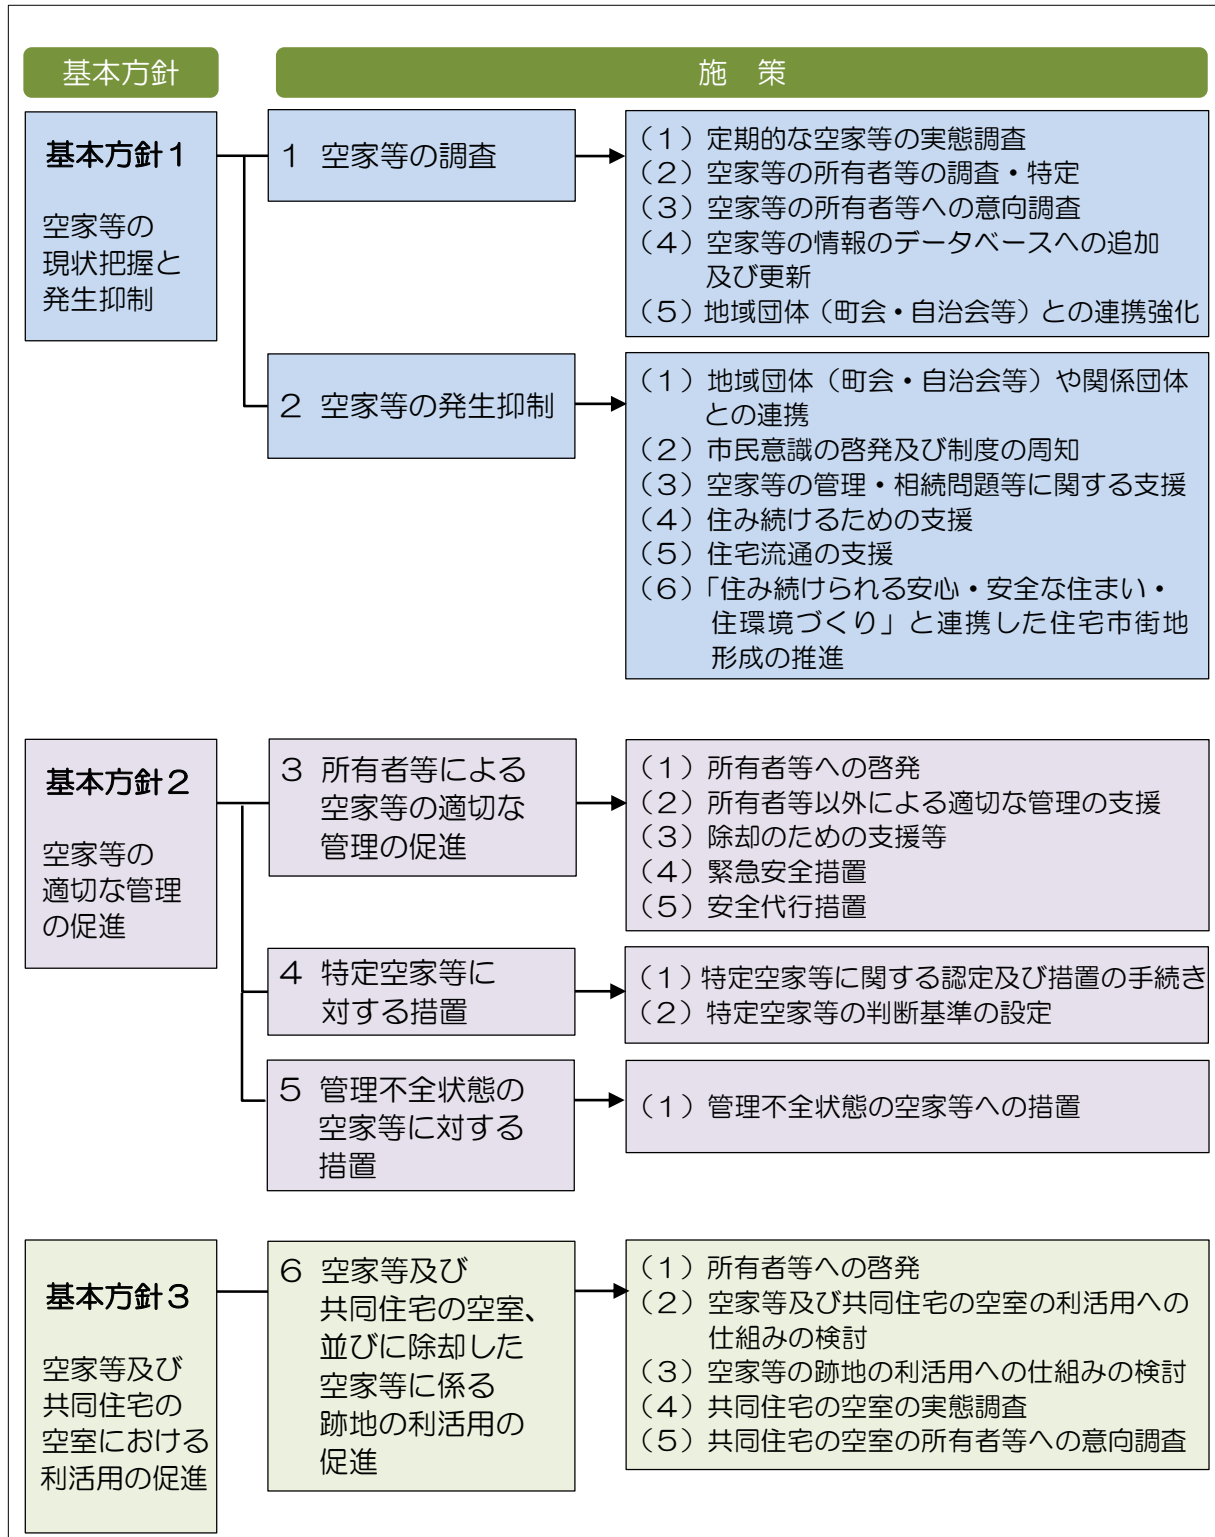 基本方針
施　策
基本方針１
空家等の
現状把握と
発生抑制
１ 空家等の調査
（１）定期的な空家等の実態調査
（２）空家等の所有者等の調査・特定
（３）空家等の所有者等への意向調査
（４）空家等の情報のデータベースへの追加
及び更新
（５）地域団体（町会・自治会等）との連携強化
２ 空家等の発生抑制
（１）地域団体（町会・自治会等）や関係団体
との連携
（２）市民意識の啓発及び制度の周知
（３）空家等の管理・相続問題等に関する支援
（４）住み続けるための支援
（５）住宅流通の支援
（６）「住み続けられる安心・安全な住まい・
住環境づくり」と連携した住宅市街地
形成の推進
基本方針２
空家等の
適切な管理
の促進
３ 所有者等による
空家等の適切な
管理の促進
（１）所有者等への啓発
（２）所有者等以外による適切な管理の支援
（３）除却のための支援等
（４）緊急安全措置
（５）安全代行措置
４ 特定空家等に
対する措置
（１）特定空家等に関する認定及び措置の手続き
（２）特定空家等の判断基準の設定
５ 管理不全状態の
空家等に対する
措置
（１）管理不全状態の空家等への措置
基本方針３
空家等及び
共同住宅の
空室における
利活用の促進
６ 空家等及び
共同住宅の空室、
並びに除却した
空家等に係る
跡地の利活用の
促進
（１）所有者等への啓発
（２）空家等及び共同住宅の空室の利活用への
仕組みの検討
（３）空家等の跡地の利活用への仕組みの検討
（４）共同住宅の空室の実態調査
（５）共同住宅の空室の所有者等への意向調査